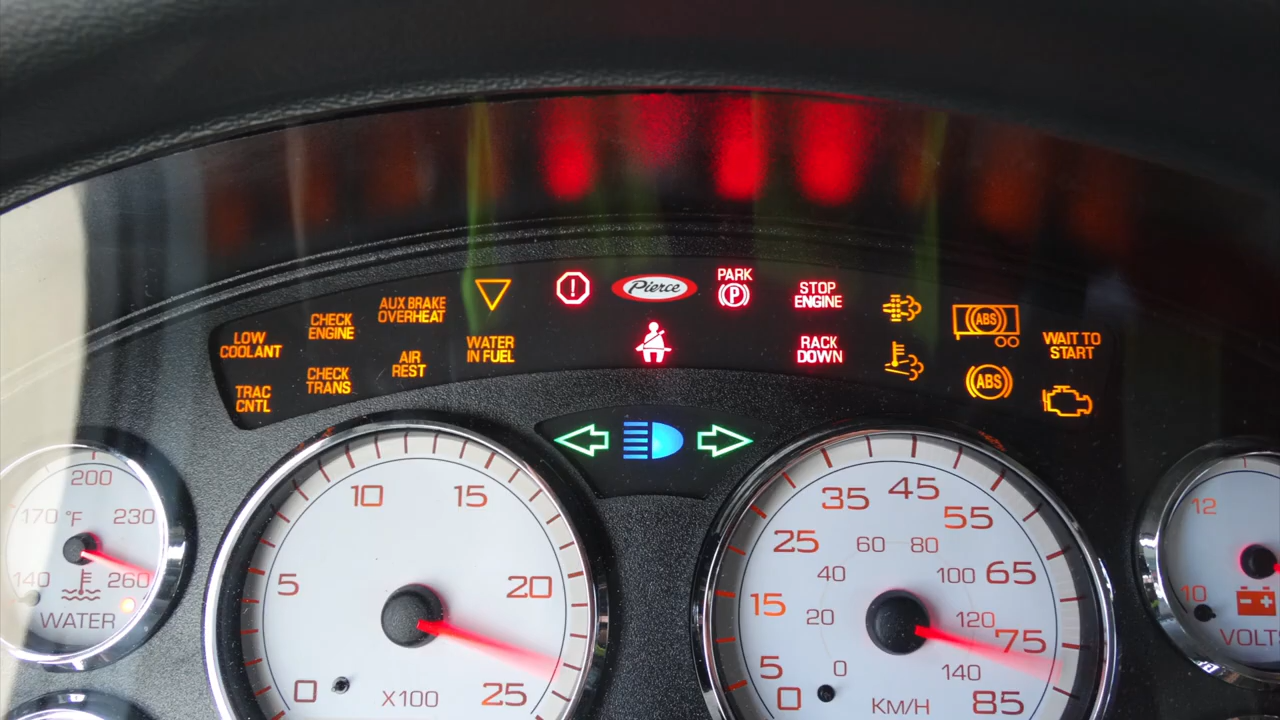 LOW
COOLANT
TRAC
CNTL
CHECK
ENGINE
CHECK
TRANS
AUX BRAKE
OVERHEAT
AIR
REST
WATER
IN FUEL
!
Pierce
PARK
P
STOP
ENGINE
RACK
DOWN
ABS
ABS
WAIT TO
START
200
170 °F 230
140 260
WATER
10 15
5 20
0 X100 25
35 45
25 55
60 80
40 100 65
15 20 120 75
5 0 140
0 Km/H 85
12
10
VOLT